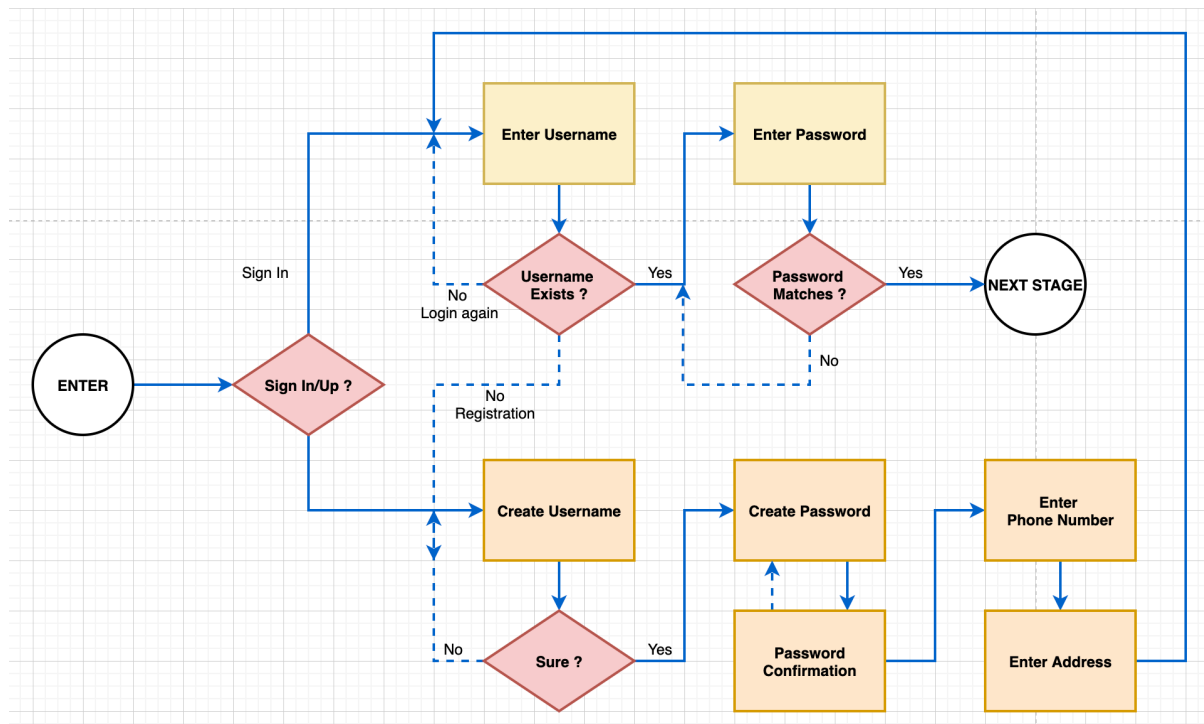 Enter Username
Enter Password
Sign In
Username
Exists ?
Yes
Password
Matches ?
Yes
NEXT STAGE
No
Login again
No
ENTER
Sign In/Up ?
No
Registration
Create Username
Create Password
Enter
Phone Number
No
Sure ?
Yes
Password
Confirmation
Enter Address